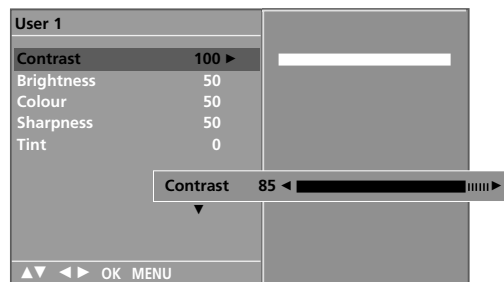 User 1
Contrast 100 ►
Brightness 50
Colour 50
Sharpness 50
Tint 0
Contrast 85 ◄ ►
▼
▲▼ ◄► OK MENU